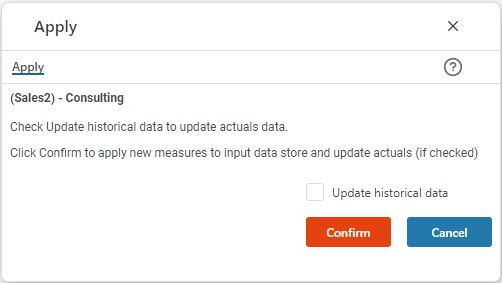 Apply
Apply
(Sales2) - Consulting
Check Update historical data to update actuals data.
Click Confirm to apply new measures to input data store and update actuals (if checked)
Update historical data
Confirm Cancel